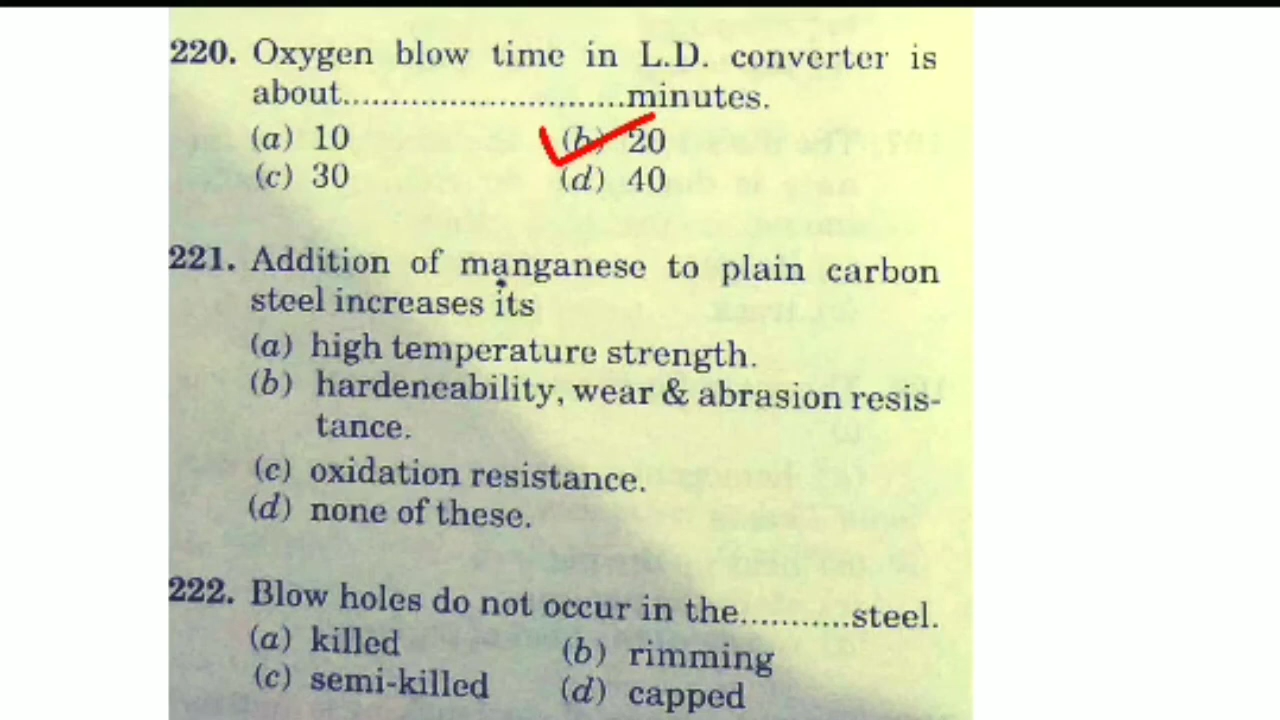 220. Oxygen blow time in L.D. converter is
about............................minutes.
(a) 10 (b) 20
(c) 30 (d) 40
221. Addition of manganese to plain carbon
steel increases its
(a) high temperature strength.
(b) hardeneability, wear & abrasion resis-
tance.
(c) oxidation resistance.
(d) none of these.
222. Blow holes do not occur in the...........steel.
(a) killed (b) rimming
(c) semi-killed (d) capped